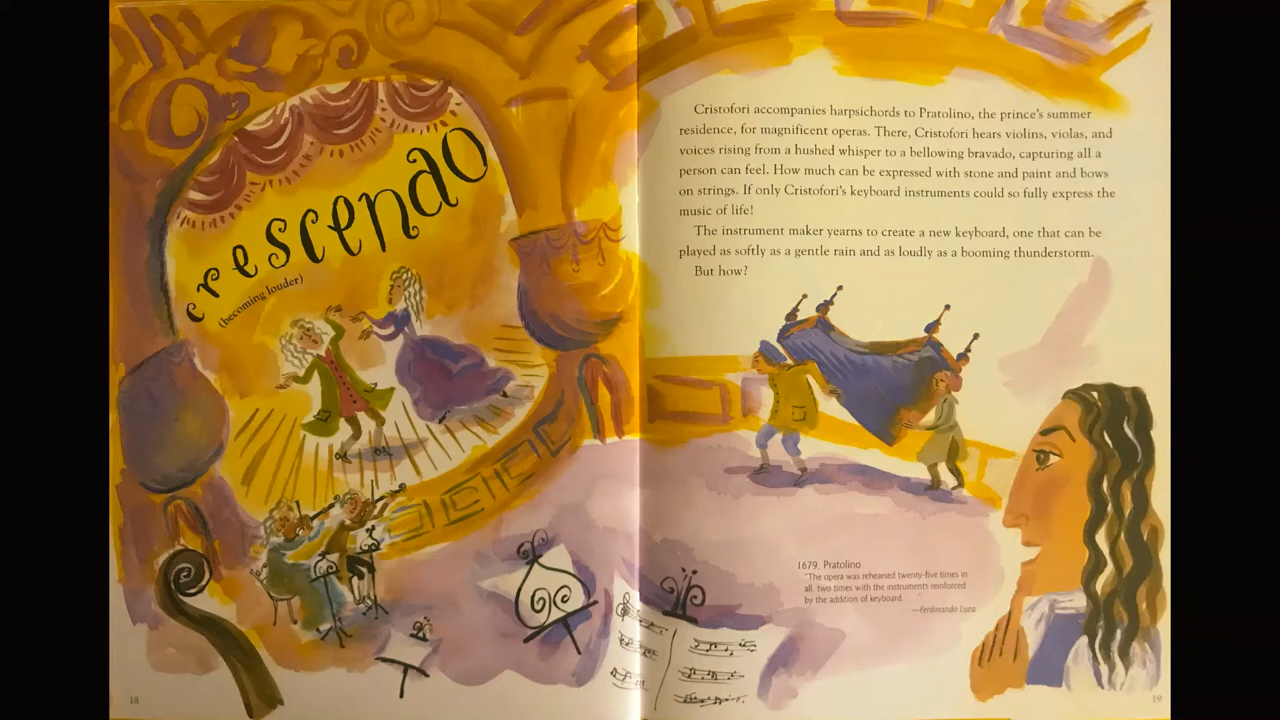 crescendo
(becoming louder)
18
Cristofori accompanies harpsichords to Pratolino, the prince's summer
residence, for magnificent operas. There, Cristofori hears violins, violas, and
voices rising from a hushed whisper to a bellowing bravado, capturing all a
person can feel. How much can be expressed with stone and paint and bows
on strings. If only Cristofori's keyboard instruments could so fully express the
music of life!
The instrument maker yearns to create a new keyboard, one that can be
played as softly as a gentle rain and as loudly as a booming thunderstorm.
But how?
1679. Pratolino
"The opera was rehearsed twenty-five times in
all, two times with the instruments reinforced
by the addition of keyboard. . . ."
—Ferdinando Luna
19